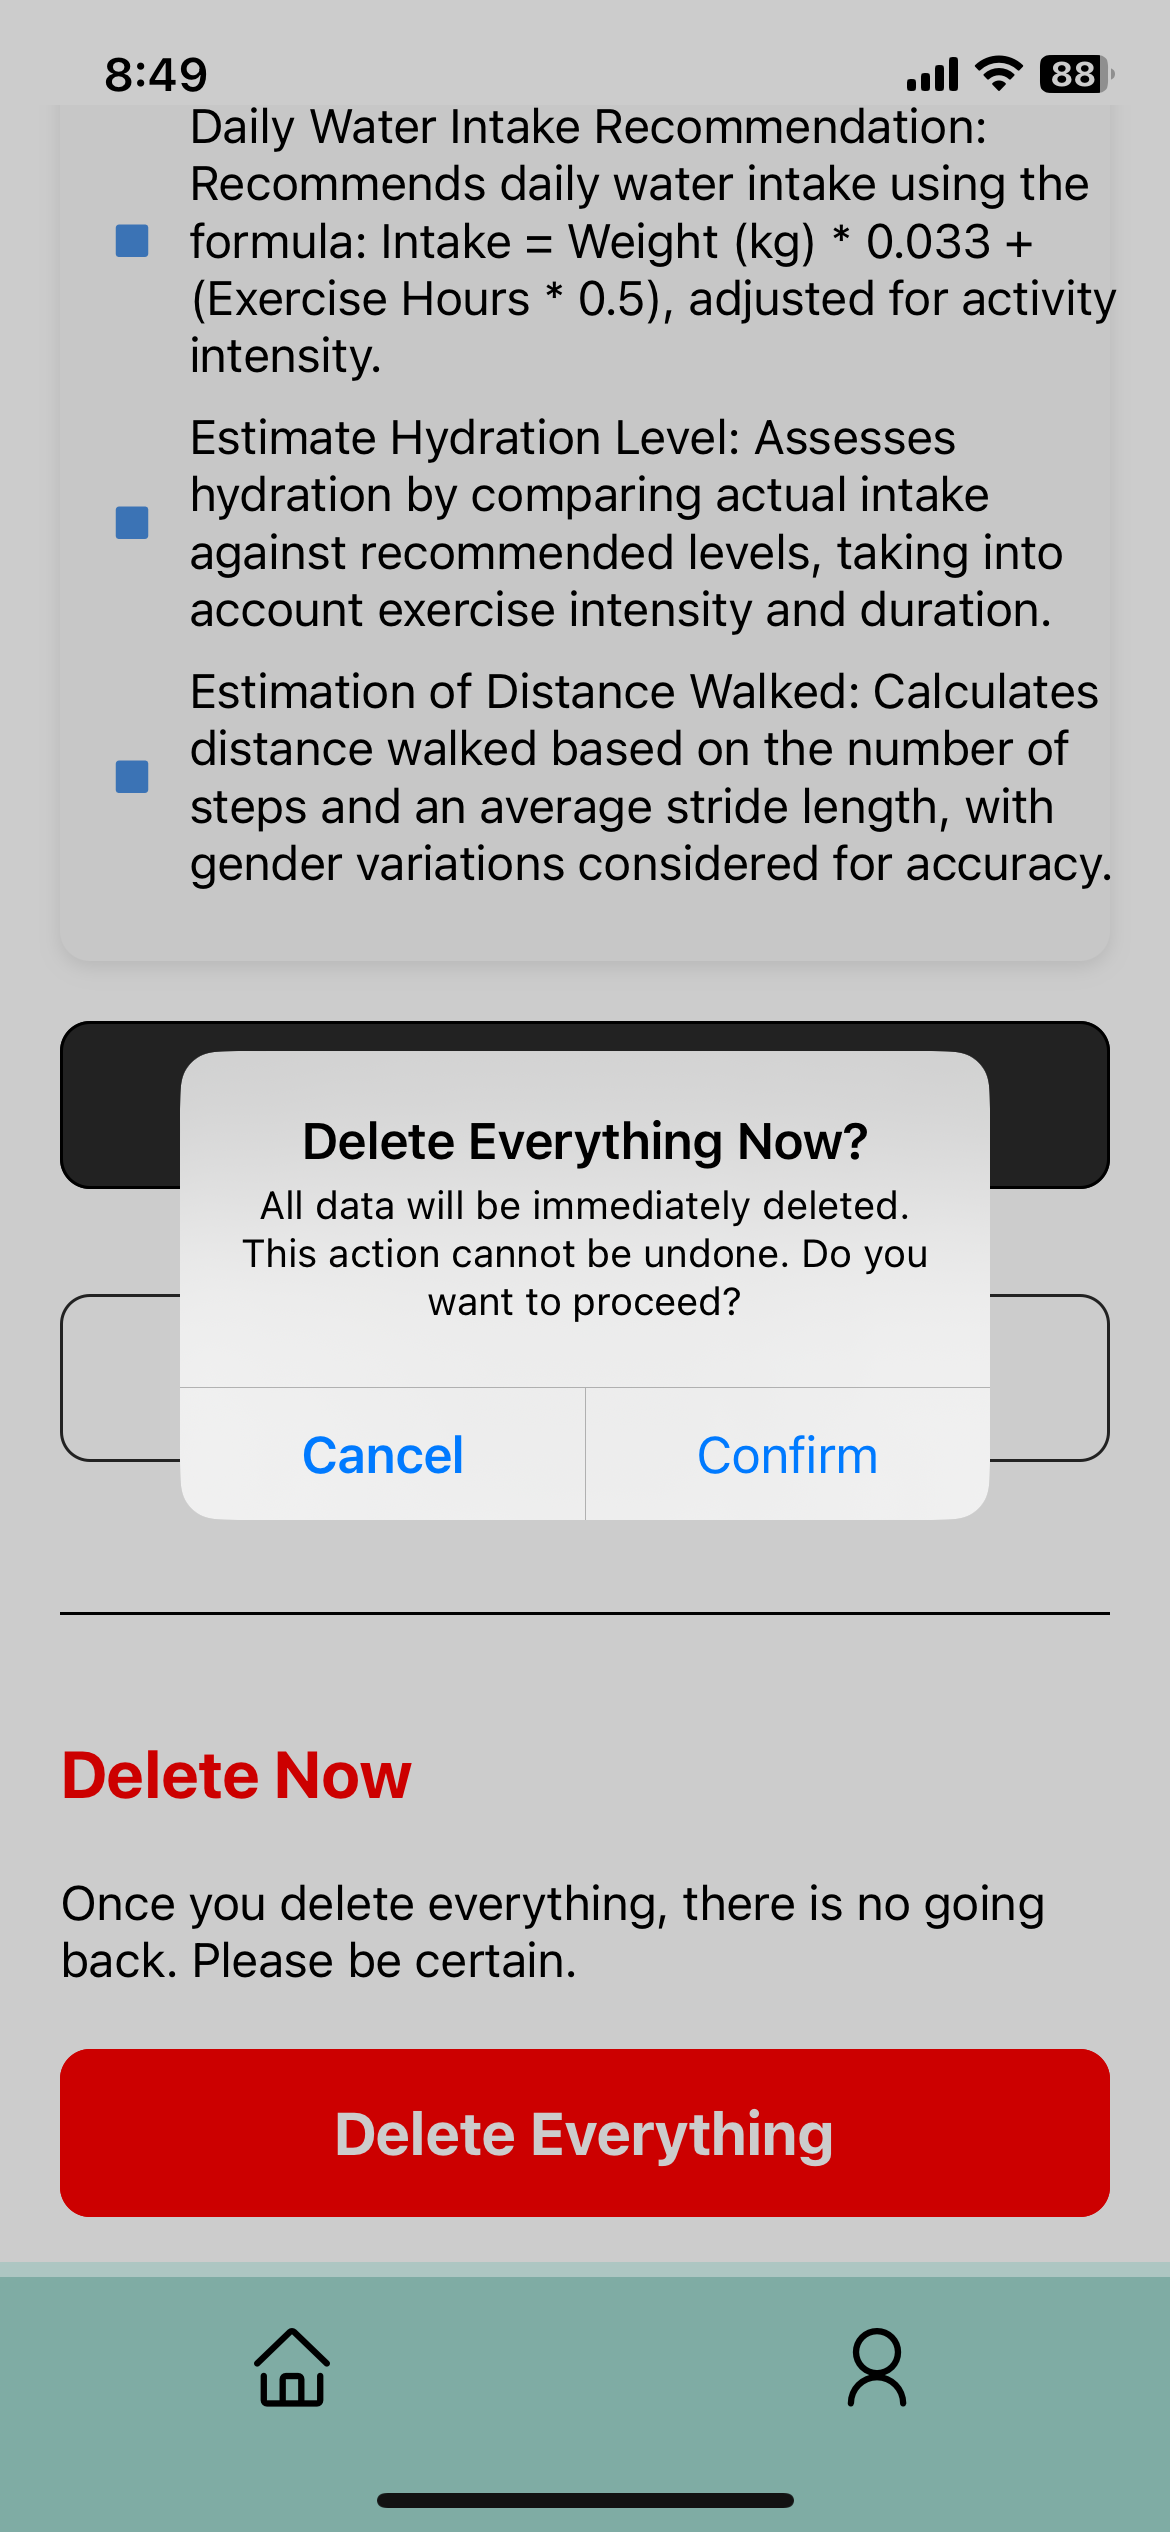 8:49
88
Daily Water Intake Recommendation:
Recommends daily water intake using the
formula: Intake = Weight (kg) * 0.033 +
(Exercise Hours * 0.5), adjusted for activity
intensity.
Estimate Hydration Level: Assesses
hydration by comparing actual intake
against recommended levels, taking into
account exercise intensity and duration.
Estimation of Distance Walked: Calculates
distance walked based on the number of
steps and an average stride length, with
gender variations considered for accuracy.
Delete Everything Now?
All data will be immediately deleted.
This action cannot be undone. Do you
want to proceed?
Cancel
Confirm
Delete Now
Once you delete everything, there is no going
back. Please be certain.
Delete Everything